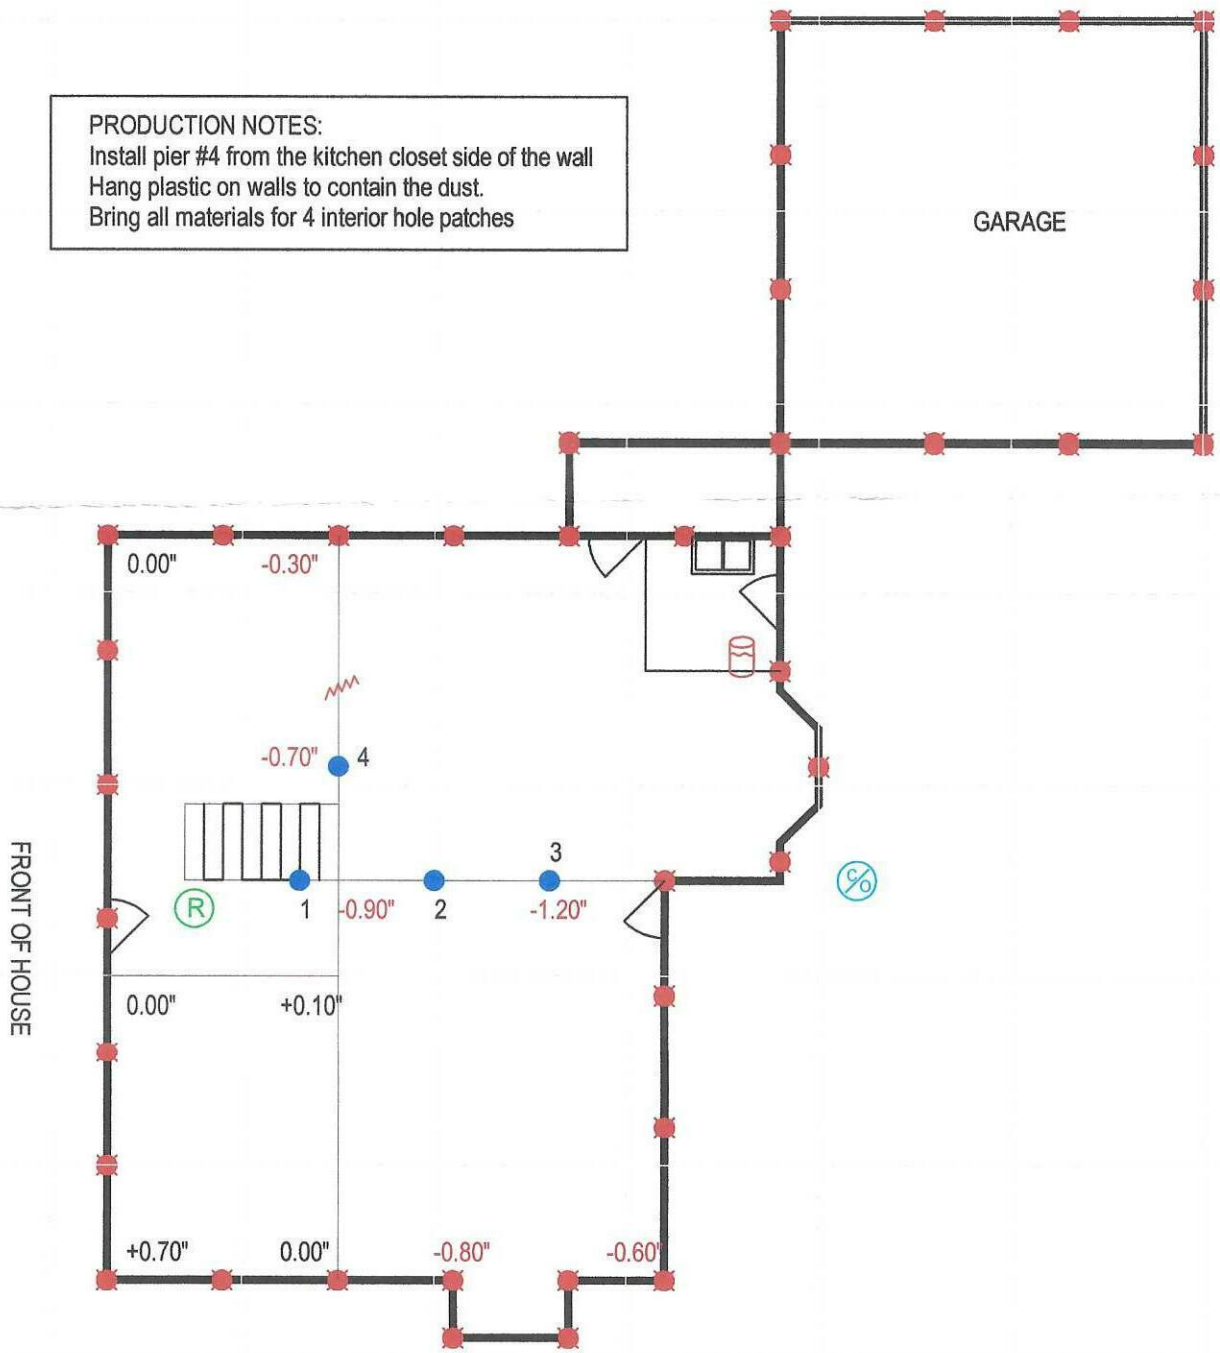 PRODUCTION NOTES:
Install pier #4 from the kitchen closet side of the wall
Hang plastic on walls to contain the dust.
Bring all materials for 4 interior hole patches
GARAGE
0.00"
-0.30"
-0.70"
4
3
C/O
R
1
-0.90"
2
-1.20"
FRONT OF HOUSE
0.00"
+0.10"
+0.70"
0.00"
-0.80"
-0.60"